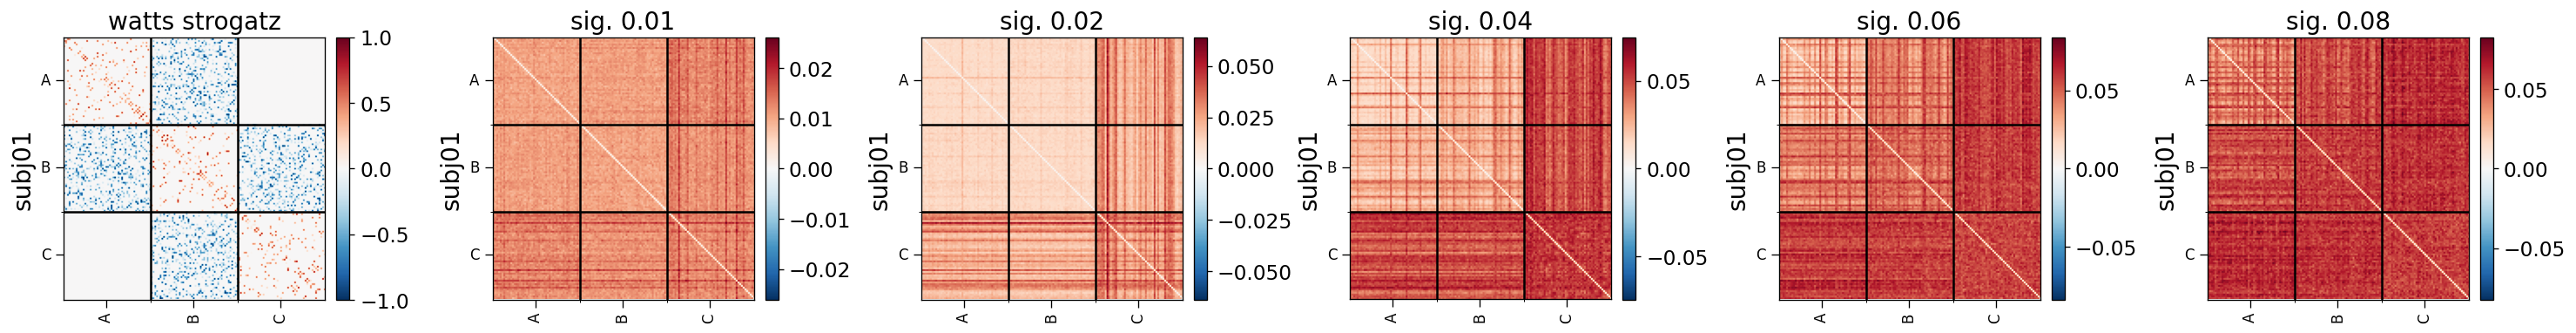 watts strogatz
subj01
A
B
C
A
B
C
1.0
0.5
0.0
−0.5
−1.0
sig. 0.01
subj01
A
B
C
A
B
C
0.02
0.01
0.00
−0.01
−0.02
sig. 0.02
subj01
A
B
C
A
B
C
0.050
0.025
0.000
−0.025
−0.050
sig. 0.04
subj01
A
B
C
A
B
C
0.05
0.00
−0.05
sig. 0.06
subj01
A
B
C
A
B
C
0.05
0.00
−0.05
sig. 0.08
subj01
A
B
C
A
B
C
0.05
0.00
−0.05